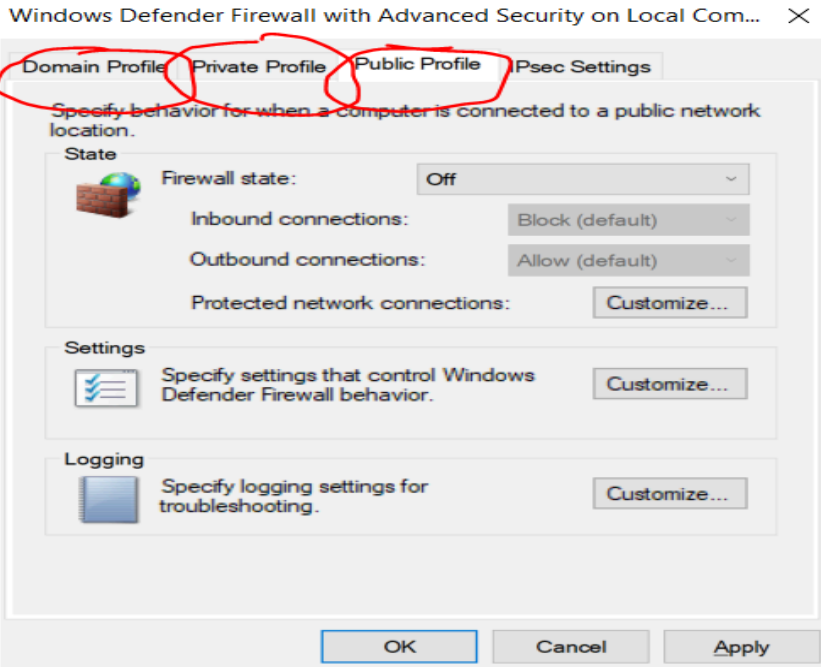 Windows Defender Firewall with Advanced Security on Local Com...
Domain Profile Private Profile Public Profile IPsec Settings
Specify behavior for when a computer is connected to a public network
location.
State
Firewall state: Off
Inbound connections: Block (default)
Outbound connections: Allow (default)
Protected network connections: Customize...
Settings
Specify settings that control Windows
Defender Firewall behavior.
Customize...
Logging
Specify logging settings for
troubleshooting.
Customize...
OK Cancel Apply